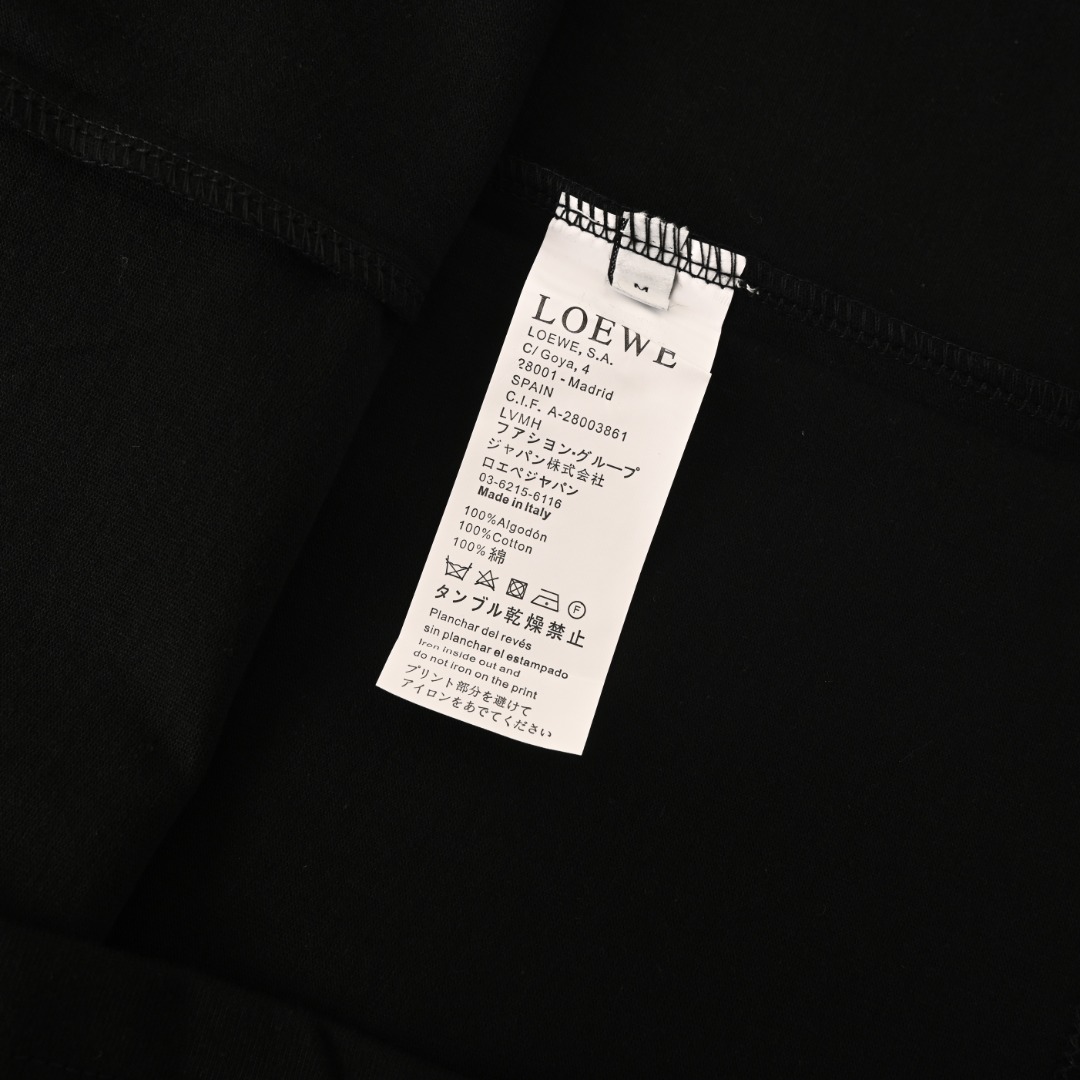 M
LOEWE
LOEWE, S.A.
C/ Goya, 4
28001 - Madrid
SPAIN
C.I.F. A-28003861
LVMH
フアシヨン·グループ
ジャパン株式会社
ロエペジャパン
03-6215-6116
Made in Italy
100%Algodón
100%Cotton
100%綿
F
タンブル乾燥禁止
Planchar del revés
sin planchar el estampado
Iron inside out and
do not iron on the print
プリント部分を避けて
アイロンをあでてください